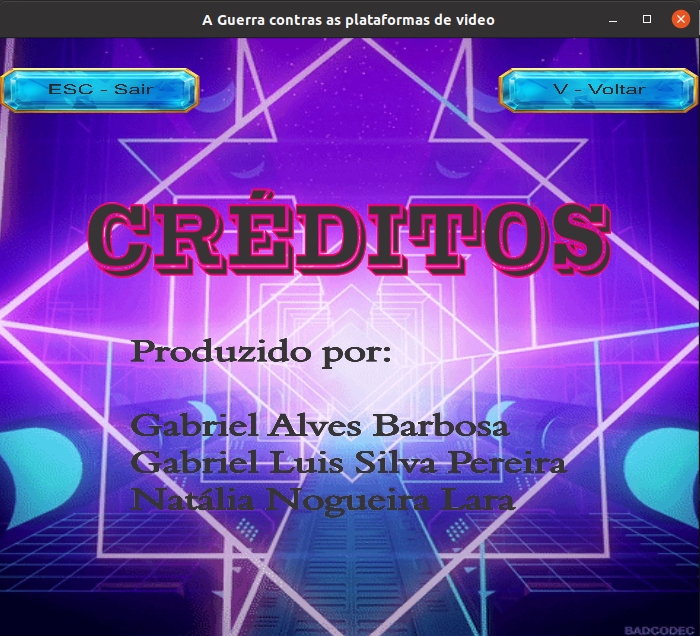 A Guerra contras as plataformas de video
ESC - Sair
V - Voltar
CRÉDITOS
Produzido por:
Gabriel Alves Barbosa
Gabriel Luis Silva Pereira
Natália Nogueira Lara
BADCODEC